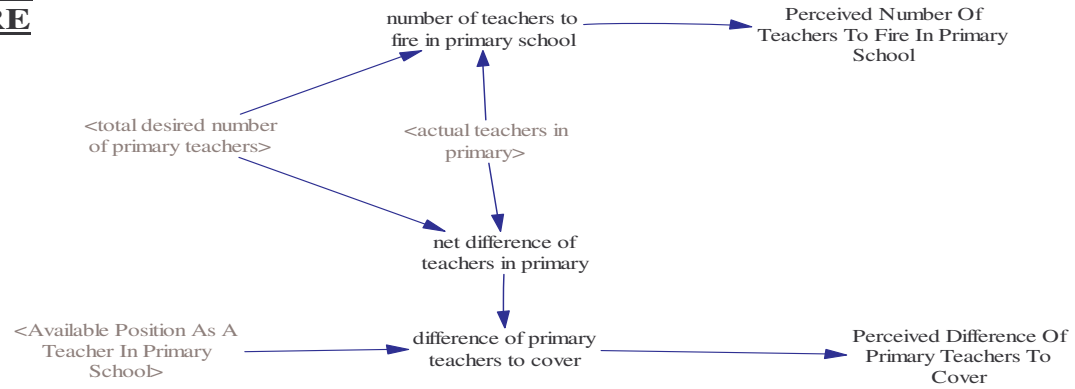 RE
number of teachers to
fire in primary school
Perceived Number Of
Teachers To Fire In Primary
School
<total desired number
of primary teachers>
<actual teachers in
primary>
net difference of
teachers in primary
<Available Position As A
Teacher In Primary
School>
difference of primary
teachers to cover
Perceived Difference Of
Primary Teachers To
Cover